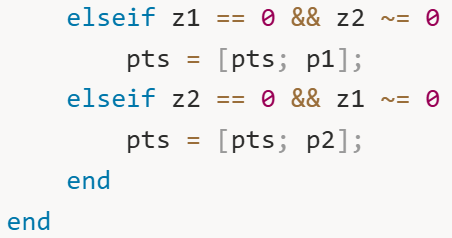 elseif z1 == 0 && z2 ~= 0
        pts = [pts; p1];
    elseif z2 == 0 && z1 ~= 0
        pts = [pts; p2];
    end
end